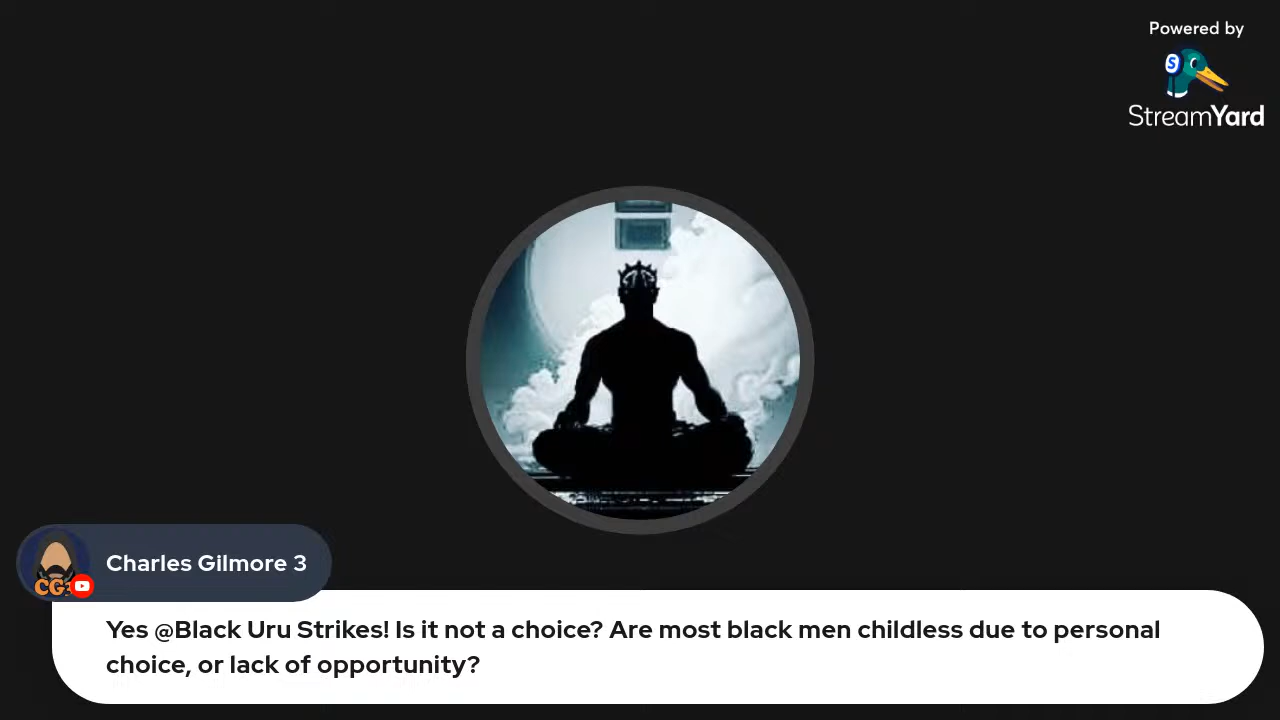 Powered by
S
StreamYard
CG3
Charles Gilmore 3
Yes @Black Uru Strikes! Is it not a choice? Are most black men childless due to personal
choice, or lack of opportunity?